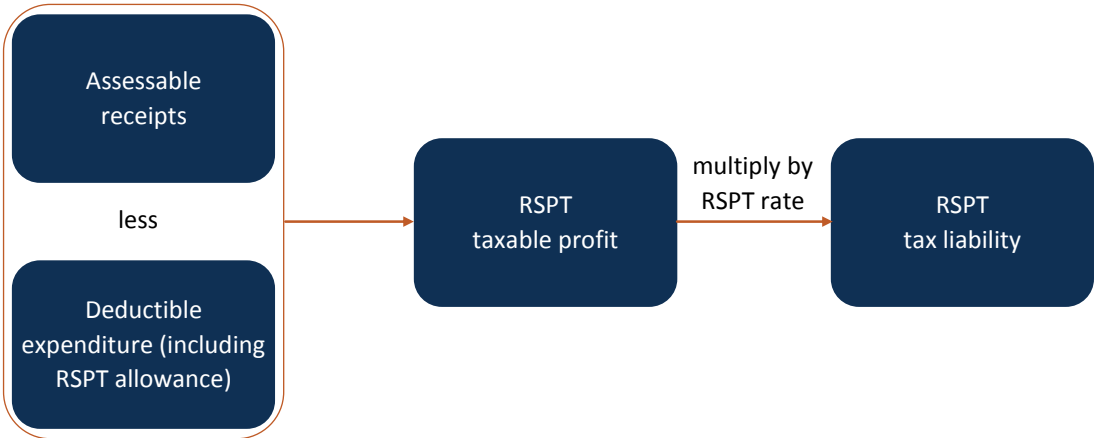 Assessable
receipts
less
Deductible
expenditure (including
RSPT allowance)
RSPT
taxable profit
multiply by
RSPT rate
RSPT
tax liability